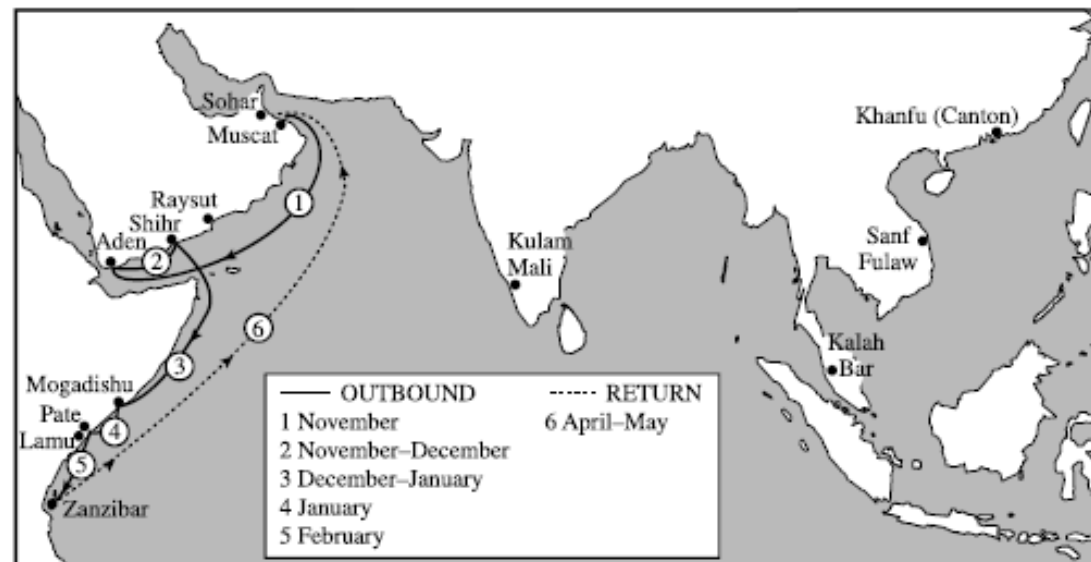 Sohar
Muscat
Raysut
Shihr
Aden
1
2
3
4
5
6
Mogadishu
Pate
Lamu
Zanzibar
Kulam
Mali
Khanfu (Canton)
Sanf
Fulaw
Kalah
Bar
OUTBOUND
1 November
2 November–December
3 December–January
4 January
5 February
RETURN
6 April–May